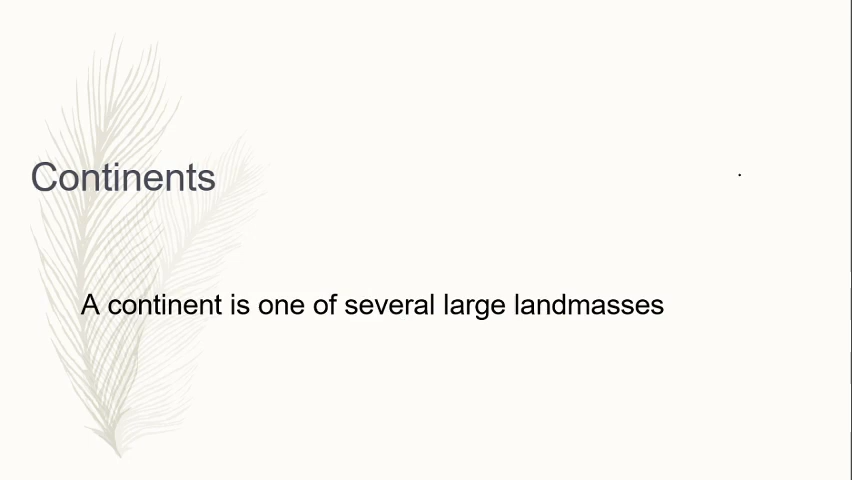 Continents
A continent is one of several large landmasses